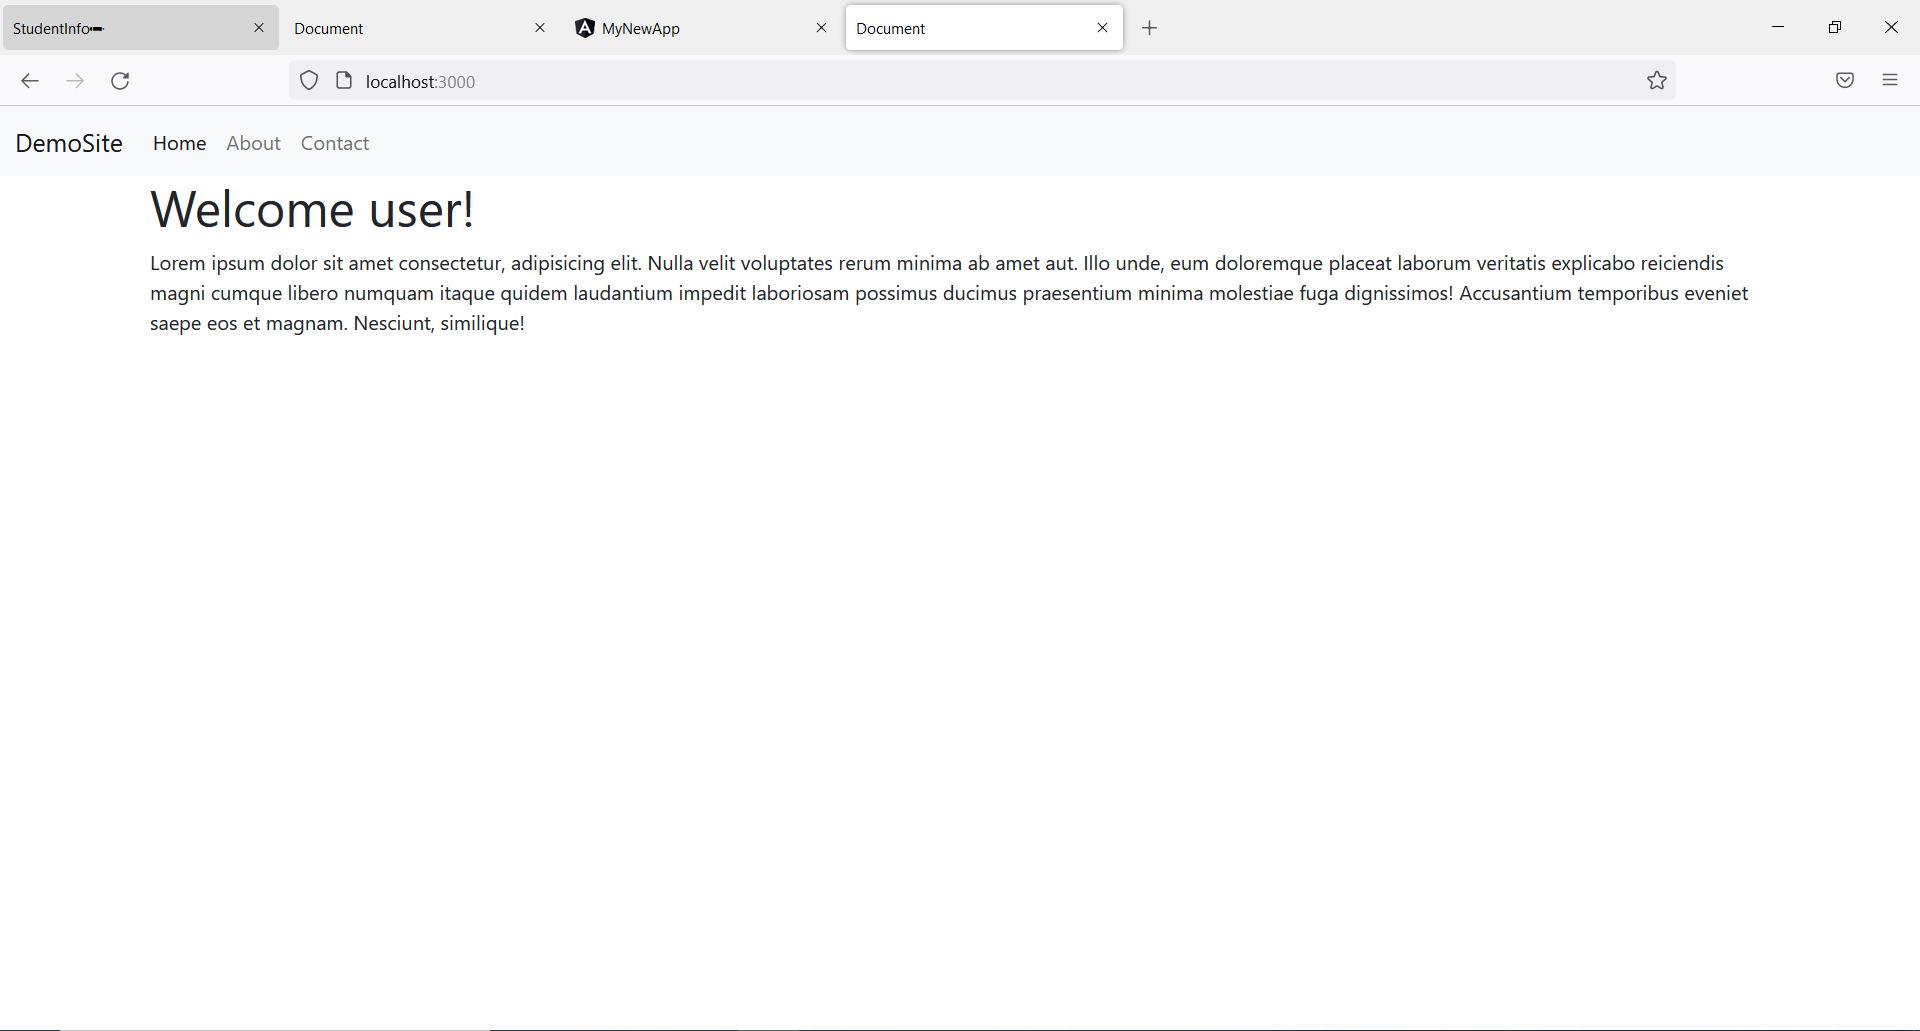 StudentInfo
Document
MyNewApp
Document
localhost:3000
DemoSite Home About Contact
Welcome user!
Lorem ipsum dolor sit amet consectetur, adipisicing elit. Nulla velit voluptates rerum minima ab amet aut. Illo unde, eum doloremque placeat laborum veritatis explicabo reiciendis
magni cumque libero numquam itaque quidem laudantium impedit laboriosam possimus ducimus praesentium minima molestiae fuga dignissimos! Accusantium temporibus eveniet
saepe eos et magnam. Nesciunt, similique!